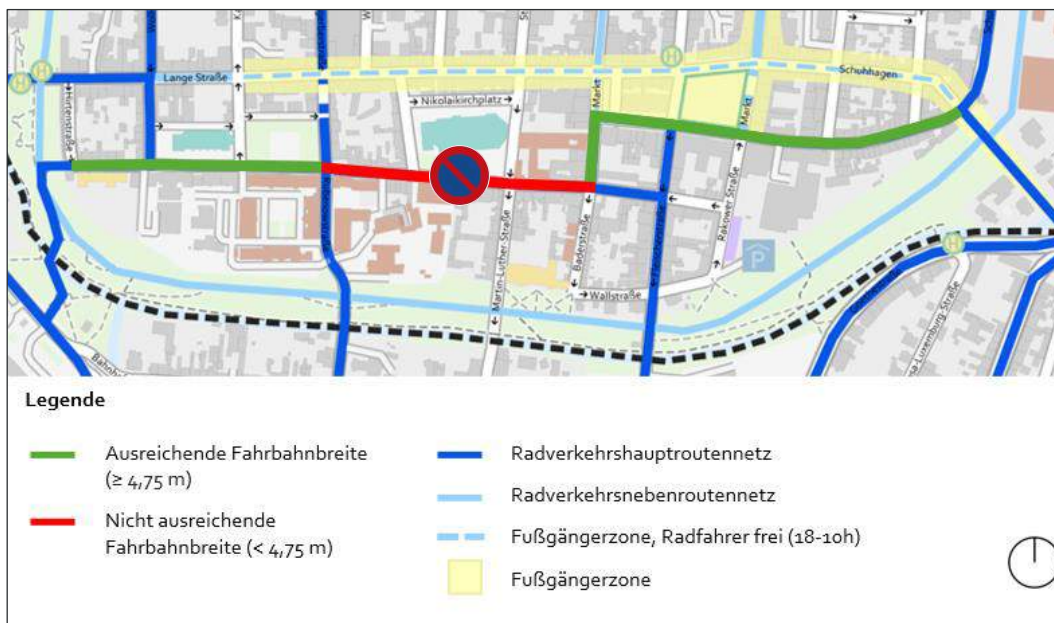 H
H
H
Lange Straße
Schuhhagen
Hirtenstraße
Nikolaikirchplatz
Markt
Markt
Martin-Luther-Straße
Baderstraße
Rakower Straße
P
H
Wallstraße
Legende
Ausreichende Fahrbahnbreite
(≥ 4,75 m)
Nicht ausreichende
Fahrbahnbreite (< 4,75 m)
Radverkehrshauptroutennetz
Radverkehrsnebenroutennetz
Fußgängerzone, Radfahrer frei (18-10h)
Fußgängerzone